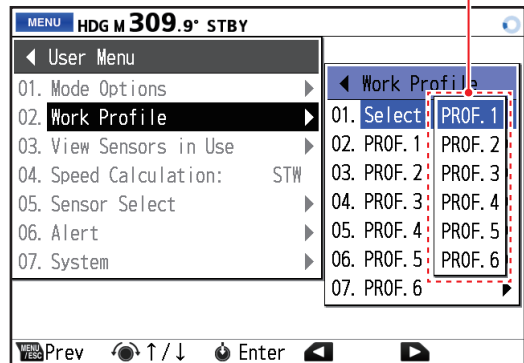 MENU HDG M 309.9° STBY
User Menu
01. Mode Options
02. Work Profile
03. View Sensors in Use
04. Speed Calculation: STW
05. Sensor Select
06. Alert
07. System
Work Profile
01. Select PROF. 1
02. PROF. 1 PROF. 2
03. PROF. 2 PROF. 3
04. PROF. 3 PROF. 4
05. PROF. 4 PROF. 5
06. PROF. 5 PROF. 6
07. PROF. 6
MENU/ESC Prev ↑/↓ Enter